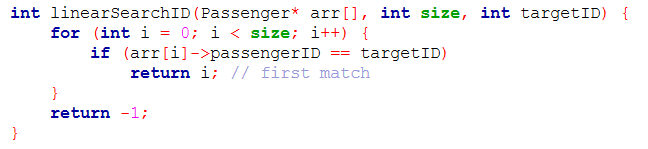 int linearSearchID(Passenger* arr[], int size, int targetID) {
    for (int i = 0; i < size; i++) {
        if (arr[i]->passengerID == targetID)
            return i; // first match
    }
    return -1;
}